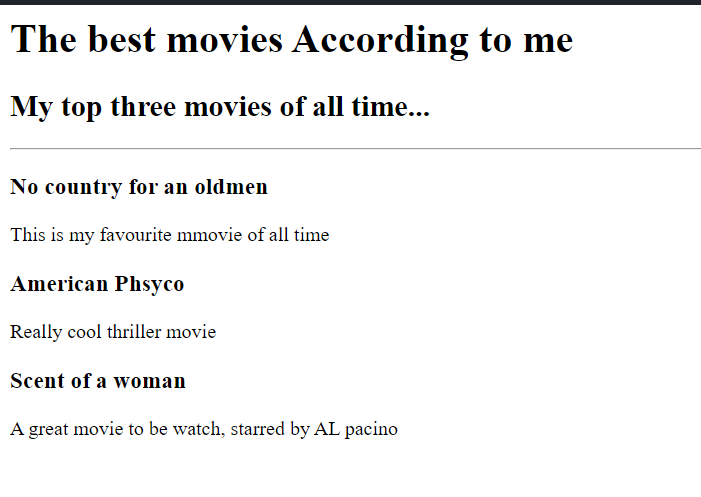 The best movies According to me
My top three movies of all time...
No country for an oldmen
This is my favourite mmovie of all time
American Phsyco
Really cool thriller movie
Scent of a woman
A great movie to be watch, starred by AL pacino